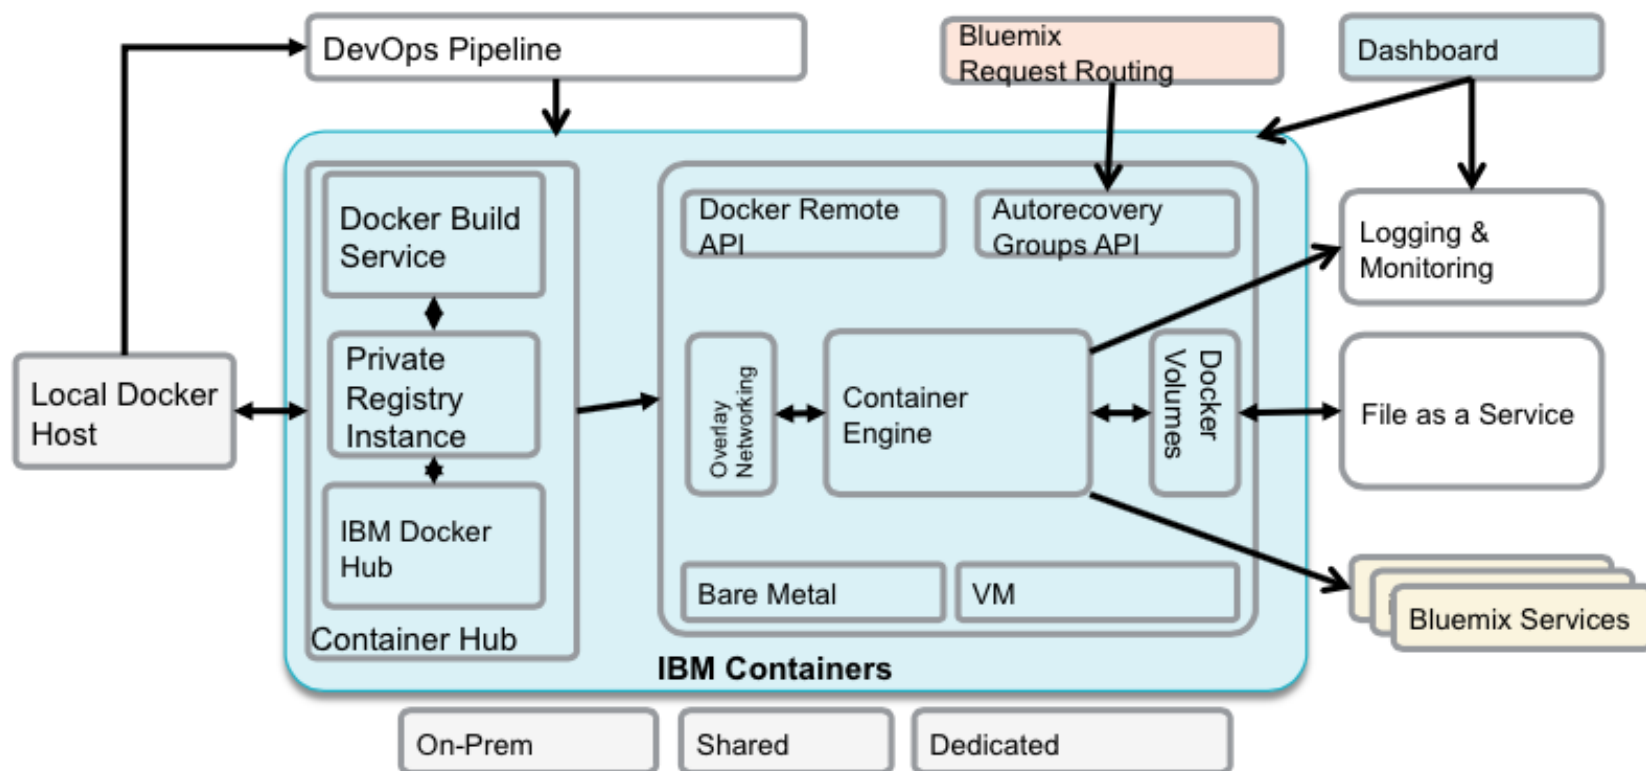 DevOps Pipeline
Bluemix
Request Routing
Dashboard
Docker Build
Service
Docker Remote
API
Autorecovery
Groups API
Logging &
Monitoring
Local Docker
Host
Private
Registry
Instance
Overlay
Networking
Container
Engine
Docker
Volumes
File as a Service
IBM Docker
Hub
Bare Metal
VM
Bluemix Services
Container Hub
IBM Containers
On-Prem
Shared
Dedicated